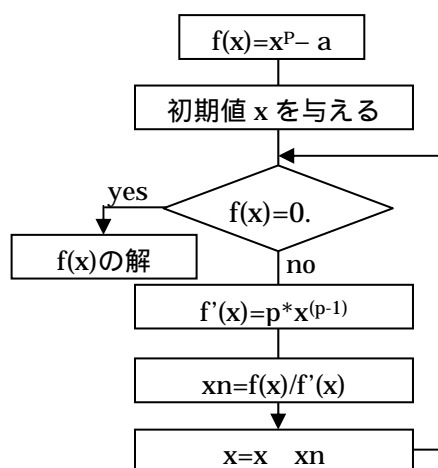 f(x)=xᵖ– a
初期値 x を与える
yes
f(x)=0.
f(x)の解
no
f’(x)=p*x⁽ᵖ⁻¹⁾
xn=f(x)/f’(x)
x=x xn